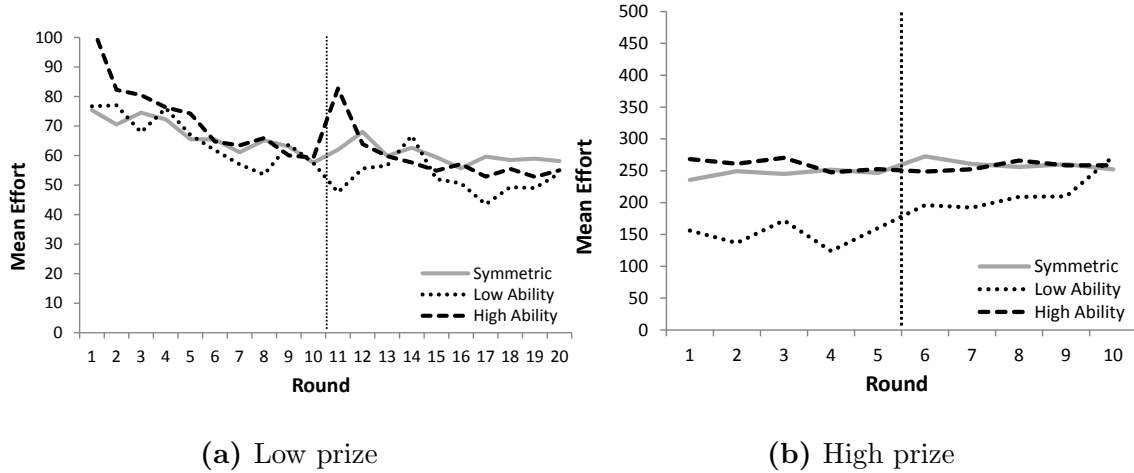 100
90
80
70
60
50
40
30
20
10
0
Mean Effort
Symmetric
Low Ability
High Ability
1 2 3 4 5 6 7 8 9 10 11 12 13 14 15 16 17 18 19 20
Round
(a) Low prize
500
450
400
350
300
250
200
150
100
50
0
Mean Effort
Symmetric
Low Ability
High Ability
1 2 3 4 5 6 7 8 9 10
Round
(b) High prize